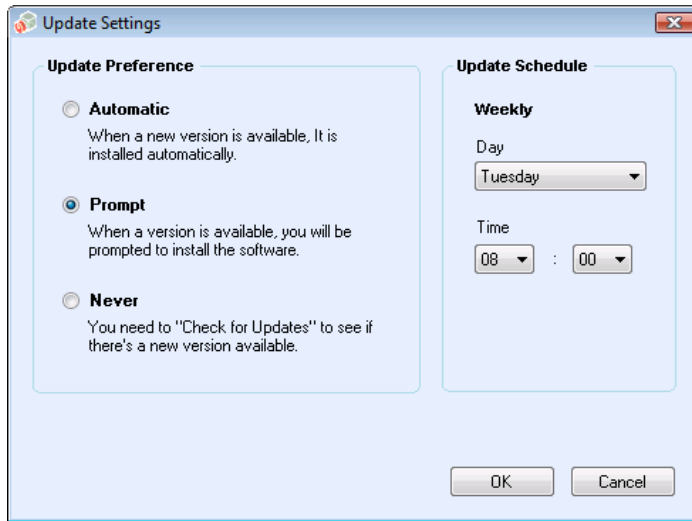 Update Settings
Update Preference
Automatic
When a new version is available, It is
installed automatically.
Prompt
When a version is available, you will be
prompted to install the software.
Never
You need to "Check for Updates" to see if
there's a new version available.
Update Schedule
Weekly
Day
Tuesday
Time
08 : 00
OK Cancel